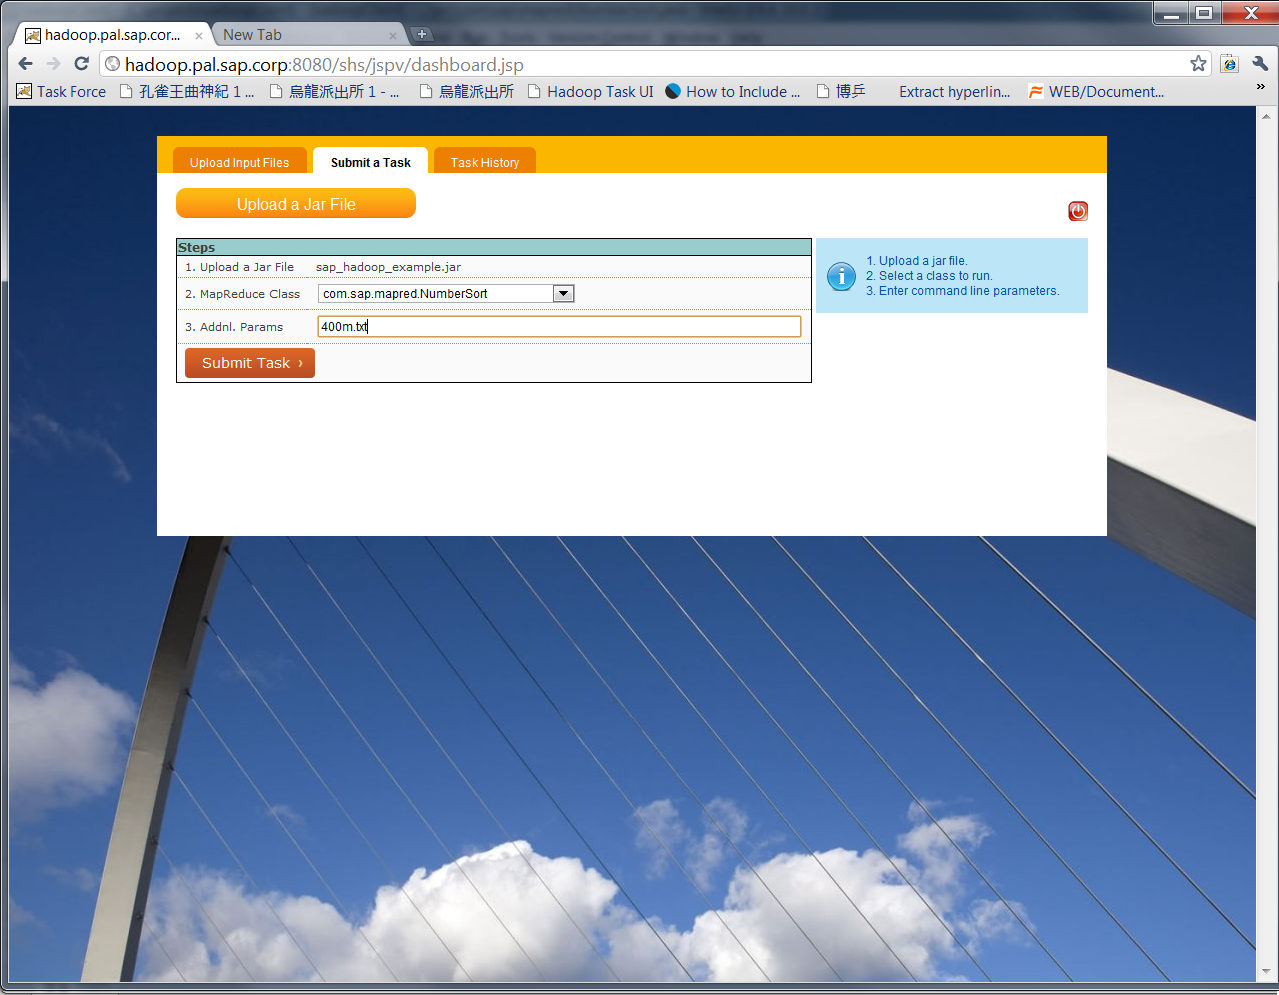 hadoop.pal.sap.cor...
New Tab
hadoop.pal.sap.corp:8080/shs/jspv/dashboard.jsp
Task Force 孔雀王曲神紀 1 ... 烏龍派出所 1 - ... 烏龍派出所 Hadoop Task UI How to Include ... 博乒 Extract hyperlin... WEB/Document... »
Upload Input Files Submit a Task Task History
Upload a Jar File
Steps
1. Upload a Jar File sap_hadoop_example.jar
2. MapReduce Class com.sap.mapred.NumberSort
3. Addnl. Params 400m.txt
Submit Task ›
1. Upload a jar file.
2. Select a class to run.
3. Enter command line parameters.